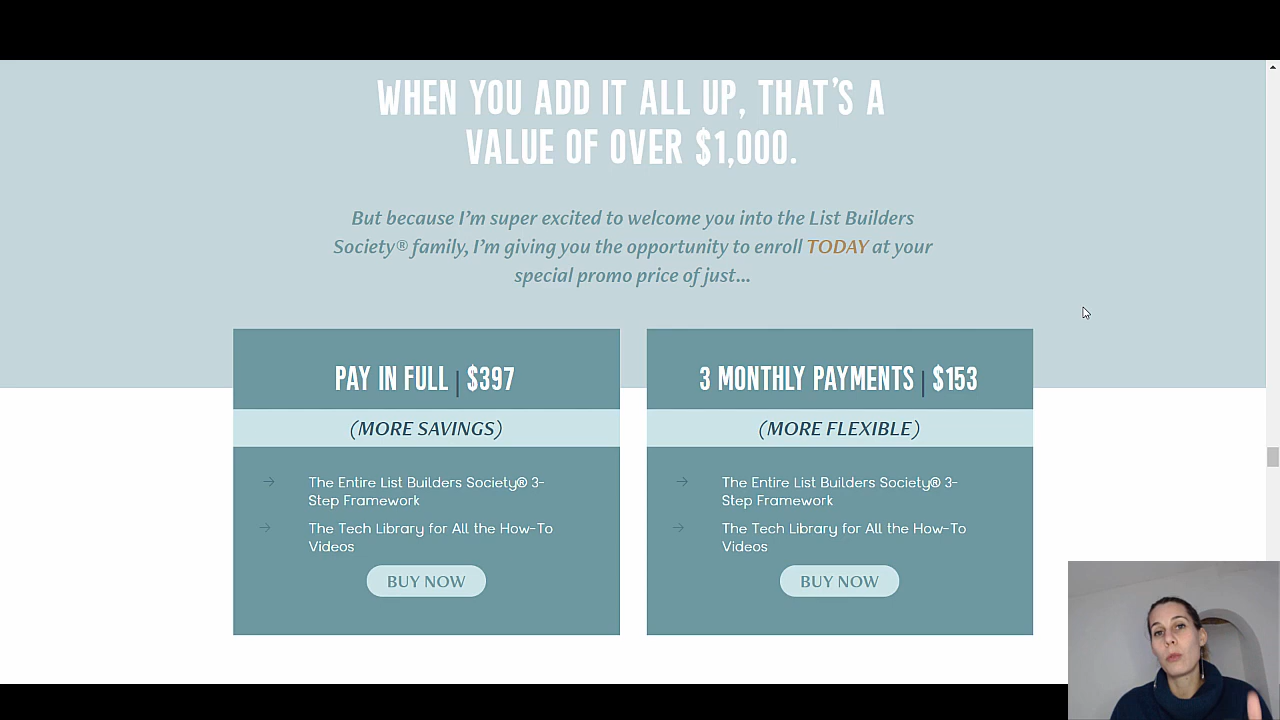 WHEN YOU ADD IT ALL UP, THAT'S A
VALUE OF OVER $1,000.
But because I'm super excited to welcome you into the List Builders
Society® family, I'm giving you the opportunity to enroll TODAY at your
special promo price of just...
PAY IN FULL | $397
(MORE SAVINGS)
The Entire List Builders Society® 3-
Step Framework
The Tech Library for All the How-To
Videos
BUY NOW
3 MONTHLY PAYMENTS | $153
(MORE FLEXIBLE)
The Entire List Builders Society® 3-
Step Framework
The Tech Library for All the How-To
Videos
BUY NOW